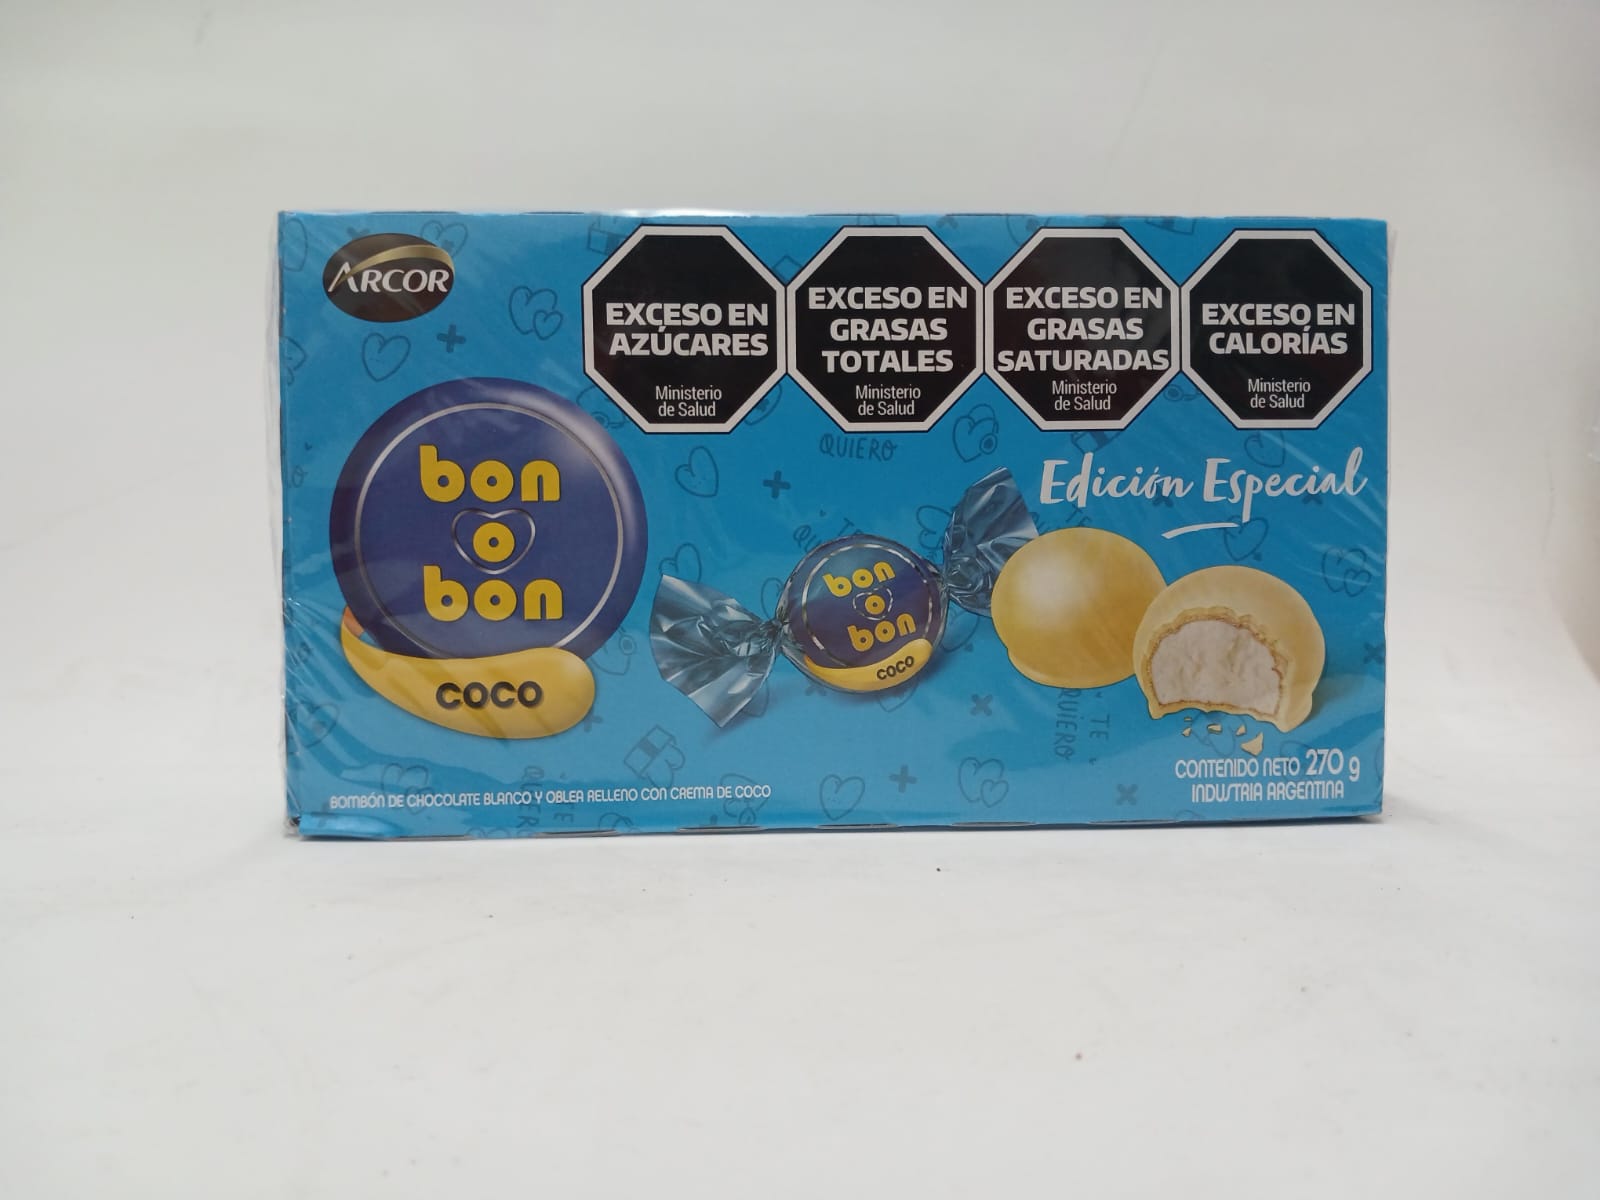 ARCOR
EXCESO EN
AZÚCARES
Ministerio
de Salud
EXCESO EN
GRASAS
TOTALES
Ministerio
de Salud
EXCESO EN
GRASAS
SATURADAS
Ministerio
de Salud
EXCESO EN
CALORÍAS
Ministerio
de Salud
QUIERO
Edición Especial
bon
o
bon
COCO
bon
o
bon
COCO
TE
QUIERO
CONTENIDO NETO 270 g
INDUSTRIA ARGENTINA
BOMBÓN DE CHOCOLATE BLANCO Y OBLEA RELLENO CON CREMA DE COCO